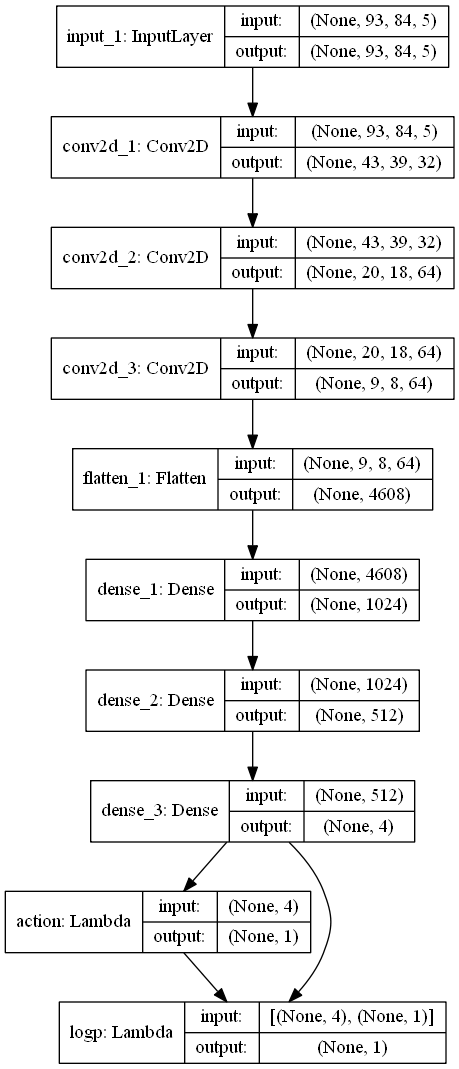 input_1: InputLayer
input: (None, 93, 84, 5)
output: (None, 93, 84, 5)
conv2d_1: Conv2D
input: (None, 93, 84, 5)
output: (None, 43, 39, 32)
conv2d_2: Conv2D
input: (None, 43, 39, 32)
output: (None, 20, 18, 64)
conv2d_3: Conv2D
input: (None, 20, 18, 64)
output: (None, 9, 8, 64)
flatten_1: Flatten
input: (None, 9, 8, 64)
output: (None, 4608)
dense_1: Dense
input: (None, 4608)
output: (None, 1024)
dense_2: Dense
input: (None, 1024)
output: (None, 512)
dense_3: Dense
input: (None, 512)
output: (None, 4)
action: Lambda
input: (None, 4)
output: (None, 1)
logp: Lambda
input: [(None, 4), (None, 1)]
output: (None, 1)